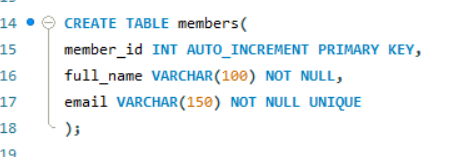 14 CREATE TABLE members(
15 member_id INT AUTO_INCREMENT PRIMARY KEY,
16 full_name VARCHAR(100) NOT NULL,
17 email VARCHAR(150) NOT NULL UNIQUE
18 );
19